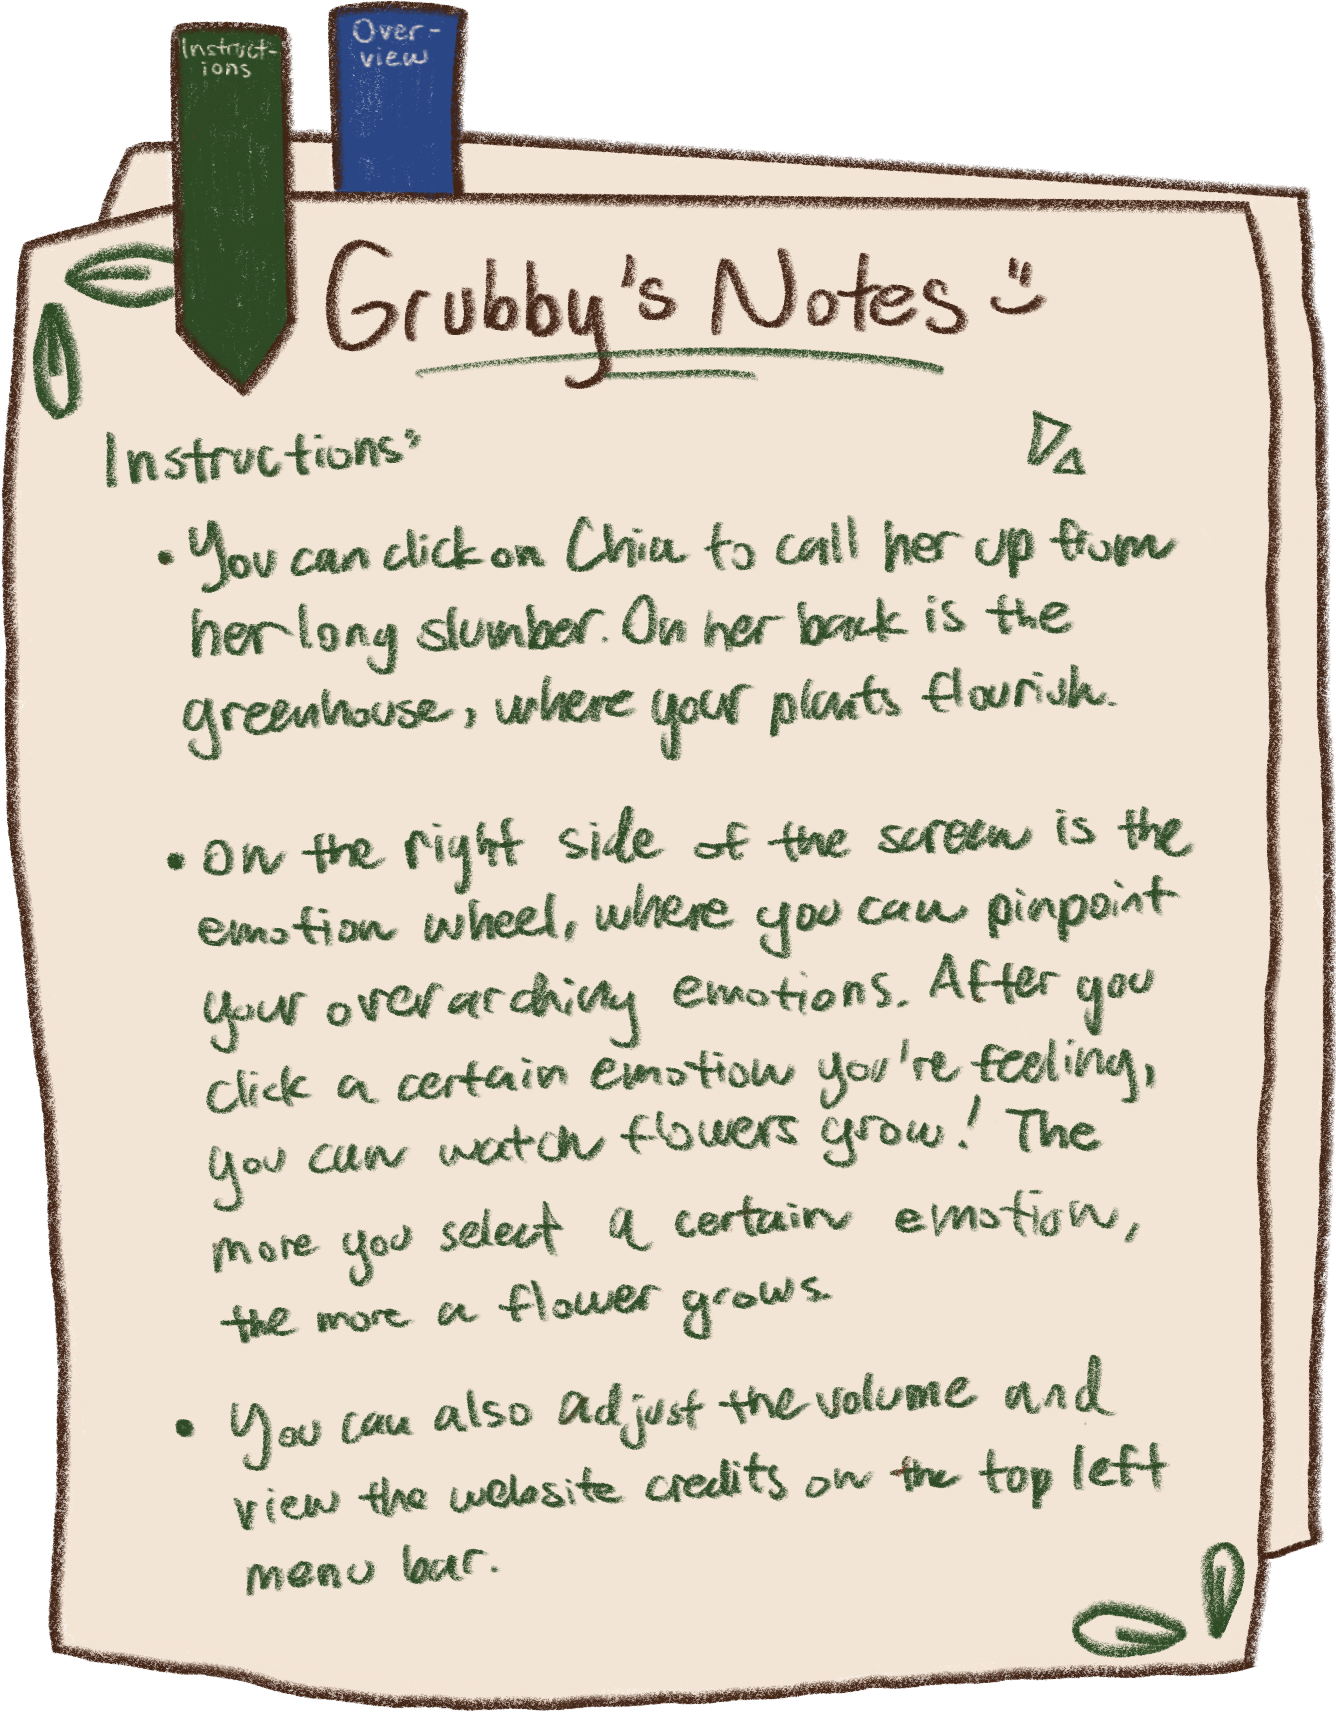 Instruct-
ions
Over-
view
Grubby's Notes
Instructions:
• You can click on Chia to call her up from
her long slumber. On her back is the
greenhouse, where your plants flourish.
• On the right side of the screen is the
emotion wheel, where you can pinpoint
your overarching emotions. After you
click a certain emotion you're feeling,
you can watch flowers grow! The
more you select a certain emotion,
the more a flower grows.
• You can also adjust the volume and
view the website credits on the top left
menu bar.